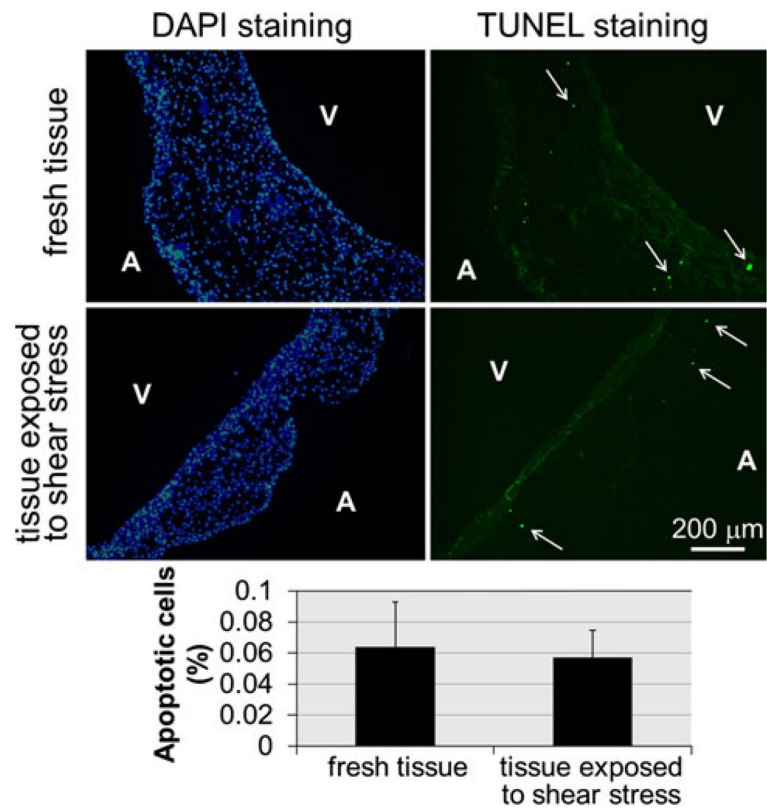 DAPI staining
TUNEL staining
fresh tissue
V
A
V
A
tissue exposed
to shear stress
V
A
V
A
200 μm
Apoptotic cells
(%)
0.1
0.08
0.06
0.04
0.02
0
fresh tissue
tissue exposed
to shear stress